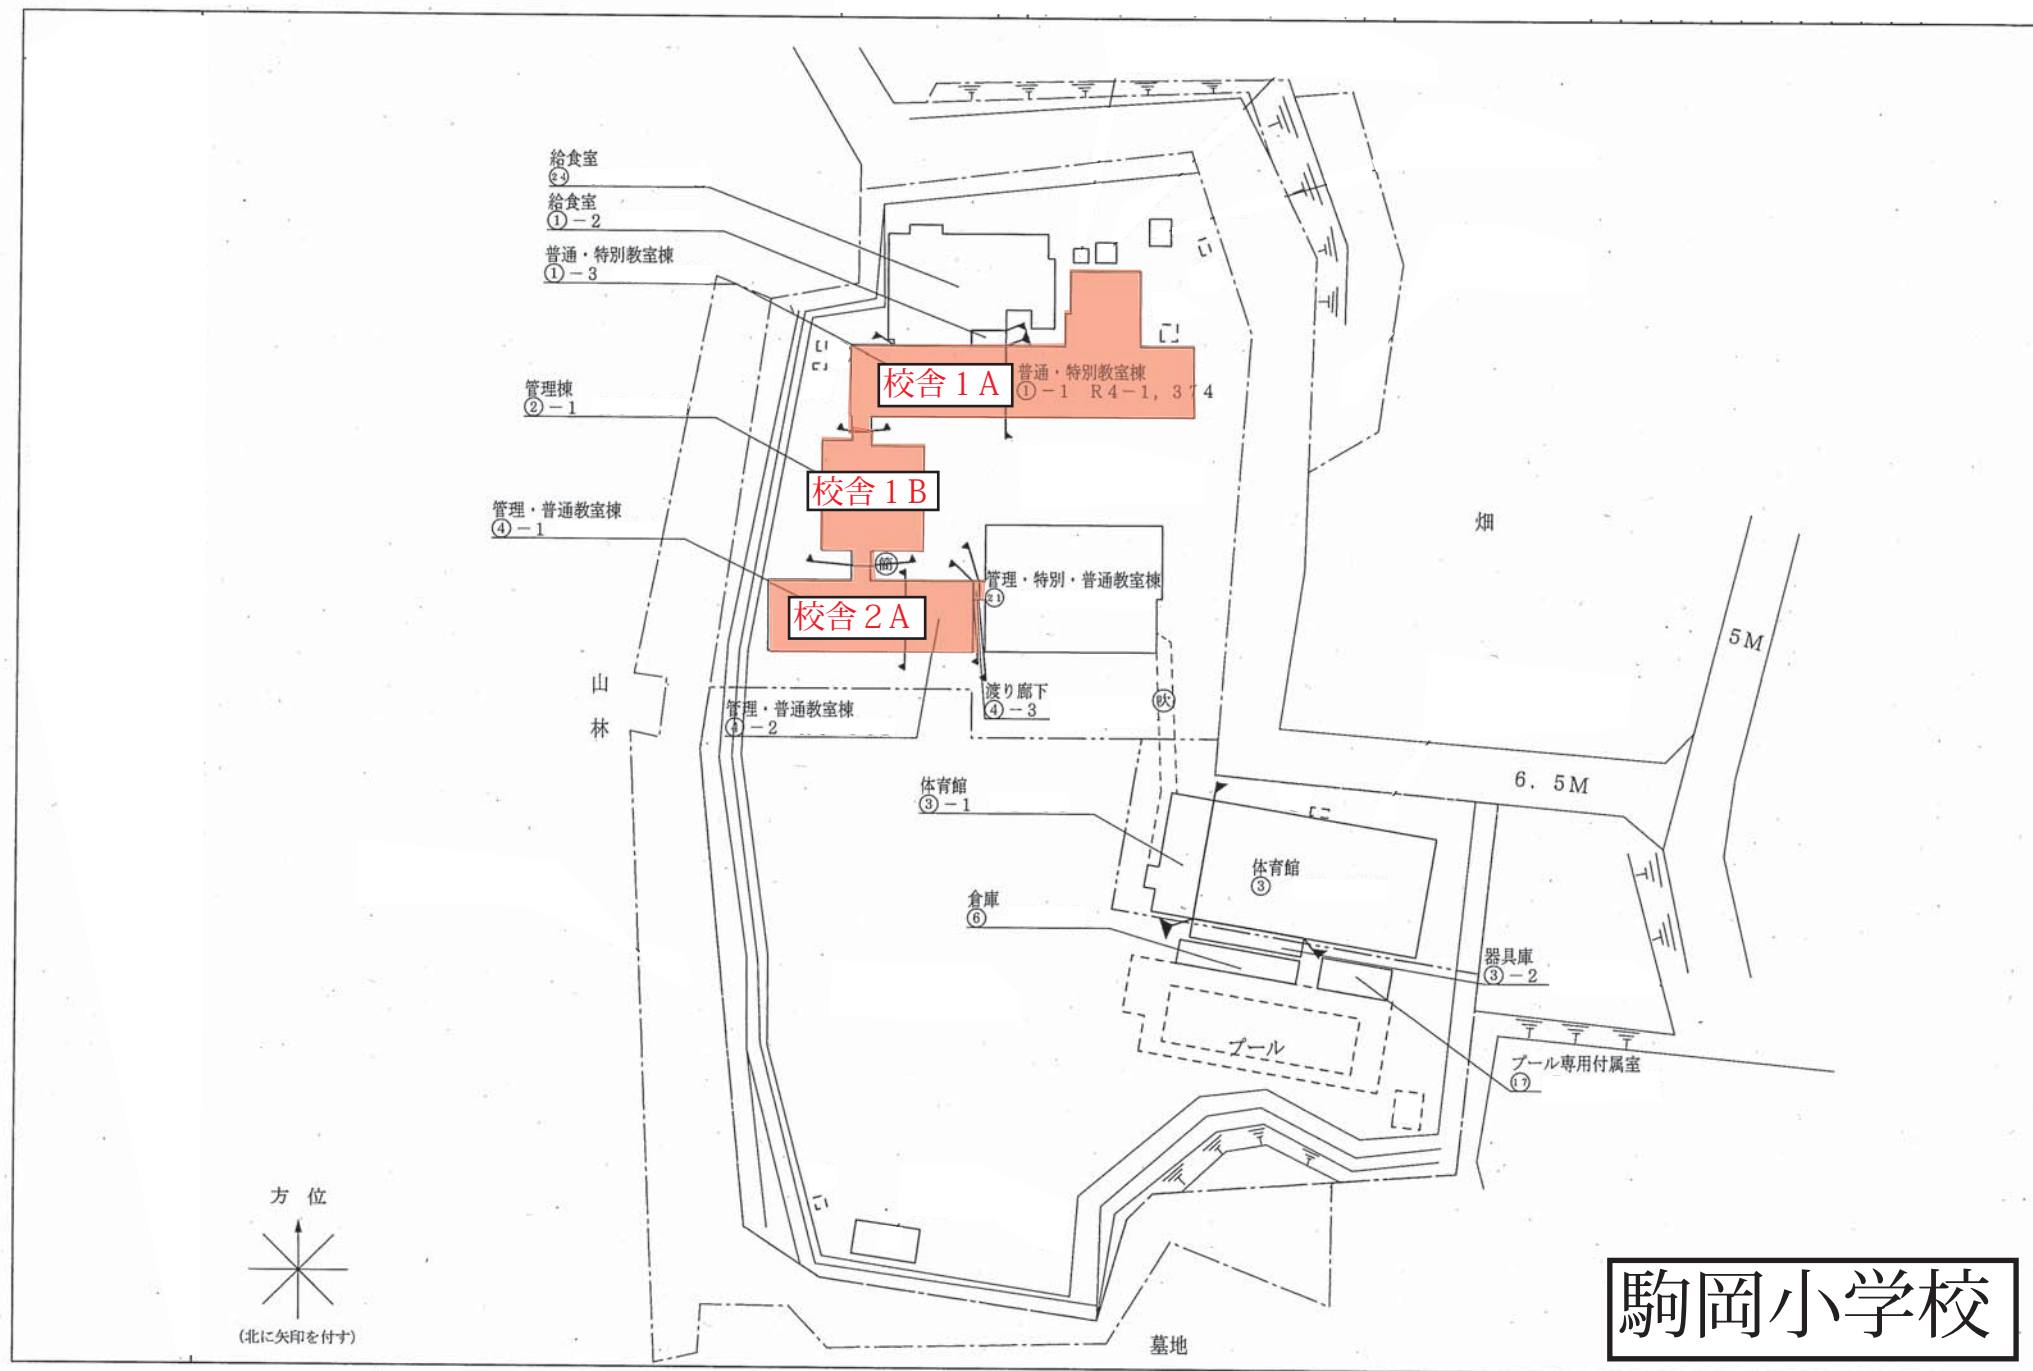 給食室
㉔
給食室
①－2
普通・特別教室棟
①－3
校舎１A
普通・特別教室棟
①－1 R4－1, 374
管理棟
②－1
校舎１B
管理・普通教室棟
④－1
簡
畑
管理・特別・普通教室棟
㉑
校舎２A
5M
山林
渡り廊下
④－3
吹
管理・普通教室棟
④－2
6. 5M
体育館
③－1
体育館
③
倉庫
⑥
器具庫
③－2
プール
プール専用付属室
⑰
方 位
(北に矢印を付す)
墓地
駒岡小学校